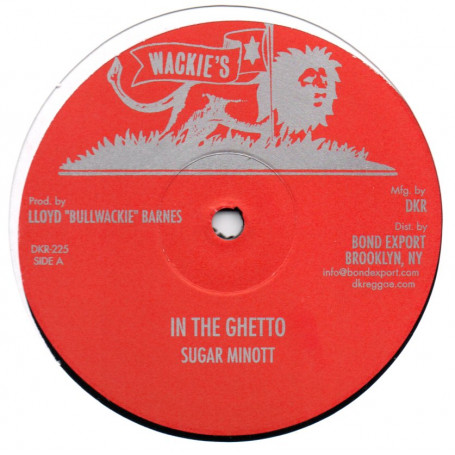 WACKIE'S
Prod. by
LLOYD "BULLWACKIE" BARNES
DKR-225
SIDE A
Mfg. by
DKR
Dist. by
BOND EXPORT
BROOKLYN, NY
info@bondexport.com
dkreggae.com
IN THE GHETTO
SUGAR MINOTT